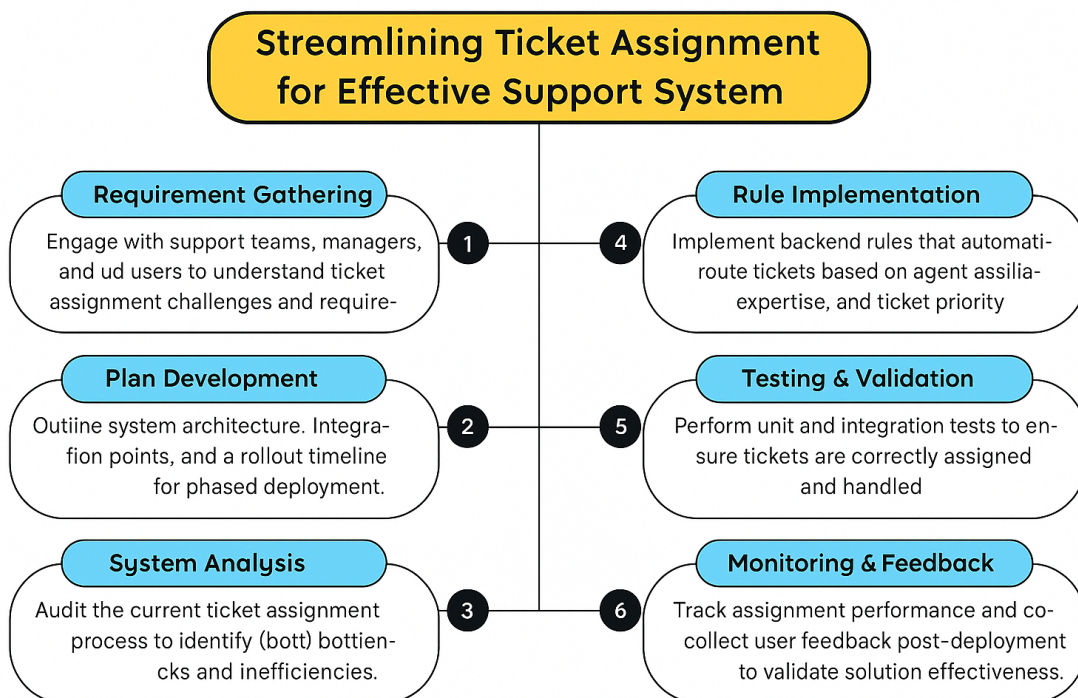 Streamlining Ticket Assignment
for Effective Support System
Requirement Gathering
Engage with support teams, managers,
and ud users to understand ticket
assignment challenges and require-
1
Plan Development
Outiine system architecture. Integra-
fion points, and a rollout timeline
for phased deployment.
2
System Analysis
Audit the current ticket assignment
process to identify (bott) bottien-
cks and inefficiencies.
3
Rule Implementation
4
Implement backend rules that automati-
route tickets based on agent assilia-
expertise, and ticket priority
Testing & Validation
5
Perform unit and integration tests to en-
sure tickets are correctly assigned
and handled
Monitoring & Feedback
6
Track assignment performance and co-
collect user feedback post-deployment
to validate solution effectiveness.